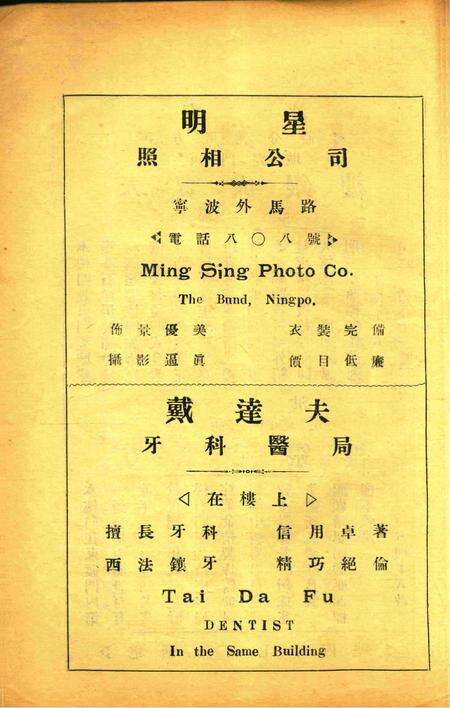 明星
照相公司
寧波外馬路
電話八〇八號
Ming Sing Photo Co.
The Bund, Ningpo.
佈景優美 衣裝完備
攝影逼眞 價目低廉
戴達夫
牙科醫局
在樓上
擅長牙科 信用卓著
西法鑲牙 精巧絕倫
Tai Da Fu
DENTIST
In the Same Building